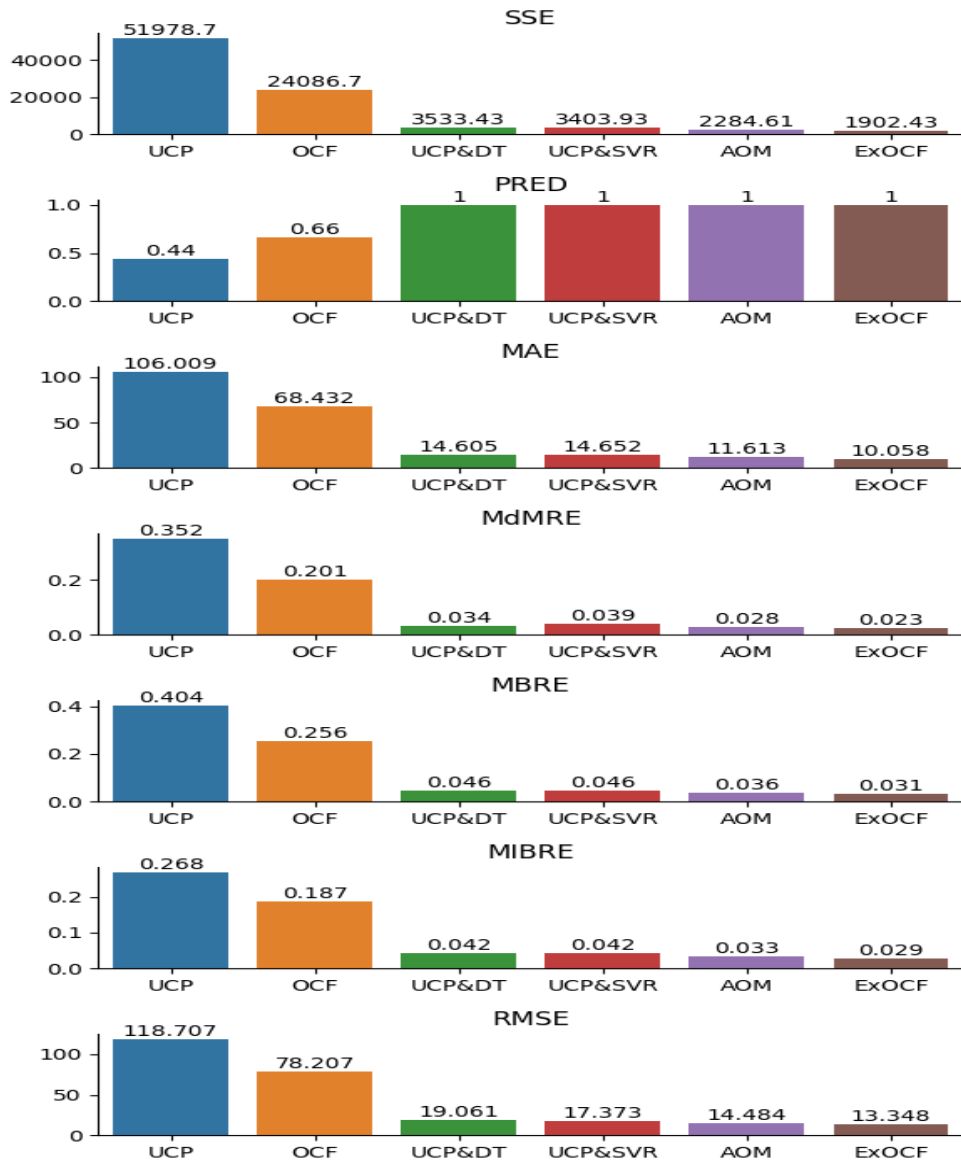 SSE
51978.7
40000
24086.7
20000
3533.43 3403.93 2284.61 1902.43
0
UCP OCF UCP&DT UCP&SVR AOM ExOCF
PRED
1.0 1 1 1 1
0.66
0.5 0.44
0.0
UCP OCF UCP&DT UCP&SVR AOM ExOCF
MAE
106.009
100
68.432
50
14.605 14.652 11.613 10.058
0
UCP OCF UCP&DT UCP&SVR AOM ExOCF
MdMRE
0.352
0.2 0.201
0.034 0.039 0.028 0.023
0.0
UCP OCF UCP&DT UCP&SVR AOM ExOCF
MBRE
0.4 0.404
0.256
0.2
0.046 0.046 0.036 0.031
0.0
UCP OCF UCP&DT UCP&SVR AOM ExOCF
MIBRE
0.268
0.2 0.187
0.1
0.042 0.042 0.033 0.029
0.0
UCP OCF UCP&DT UCP&SVR AOM ExOCF
RMSE
118.707
100
78.207
50
19.061 17.373 14.484 13.348
0
UCP OCF UCP&DT UCP&SVR AOM ExOCF